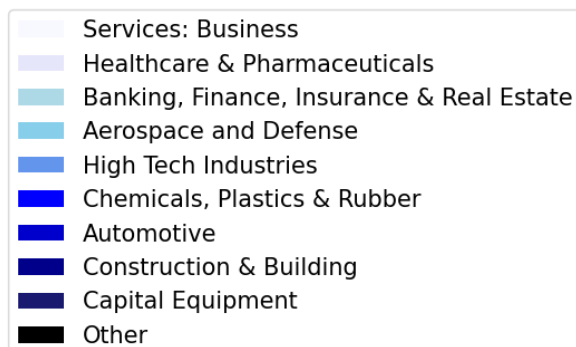 Services: Business
Healthcare & Pharmaceuticals
Banking, Finance, Insurance & Real Estate
Aerospace and Defense
High Tech Industries
Chemicals, Plastics & Rubber
Automotive
Construction & Building
Capital Equipment
Other